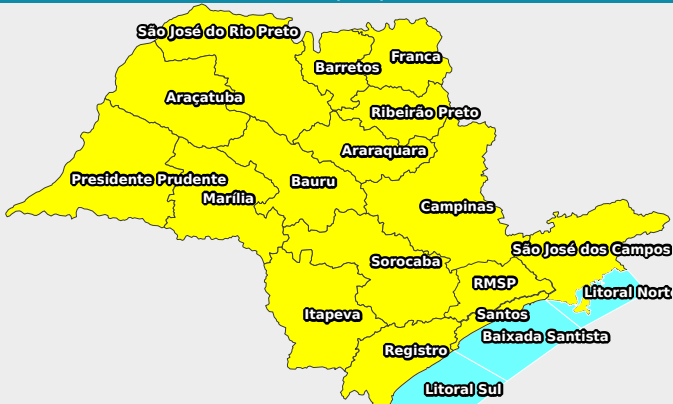 São José do Rio Preto
Franca
Barretos
Araçatuba
Ribeirão Preto
Araraquara
Presidente Prudente
Bauru
Marília
Campinas
São José dos Campos
Sorocaba
RMSP
Litoral Nort
Itapeva
Santos
Baixada Santista
Registro
Litoral Sul